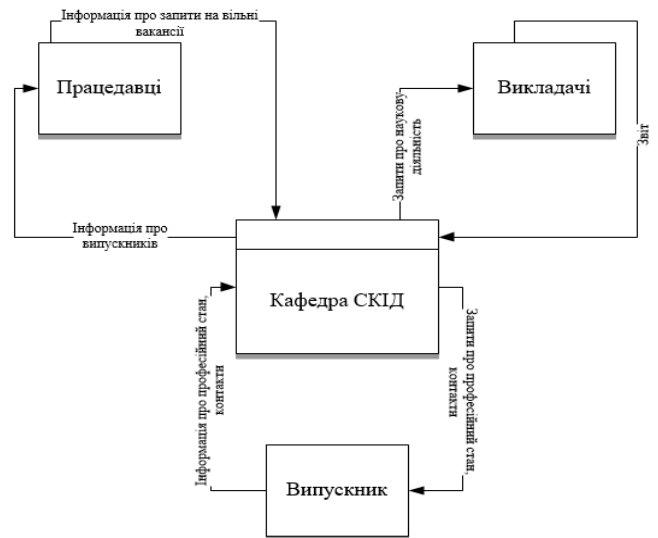 Інформація про запити на вільні
вакансії
Працедавці
Викладачі
Запити про наукову
діяльність
Звіт
Інформація про
випускників
Кафедра СКІД
Інформація про професійний стан,
контакти
Запити про професійний стан,
контакти
Випускник